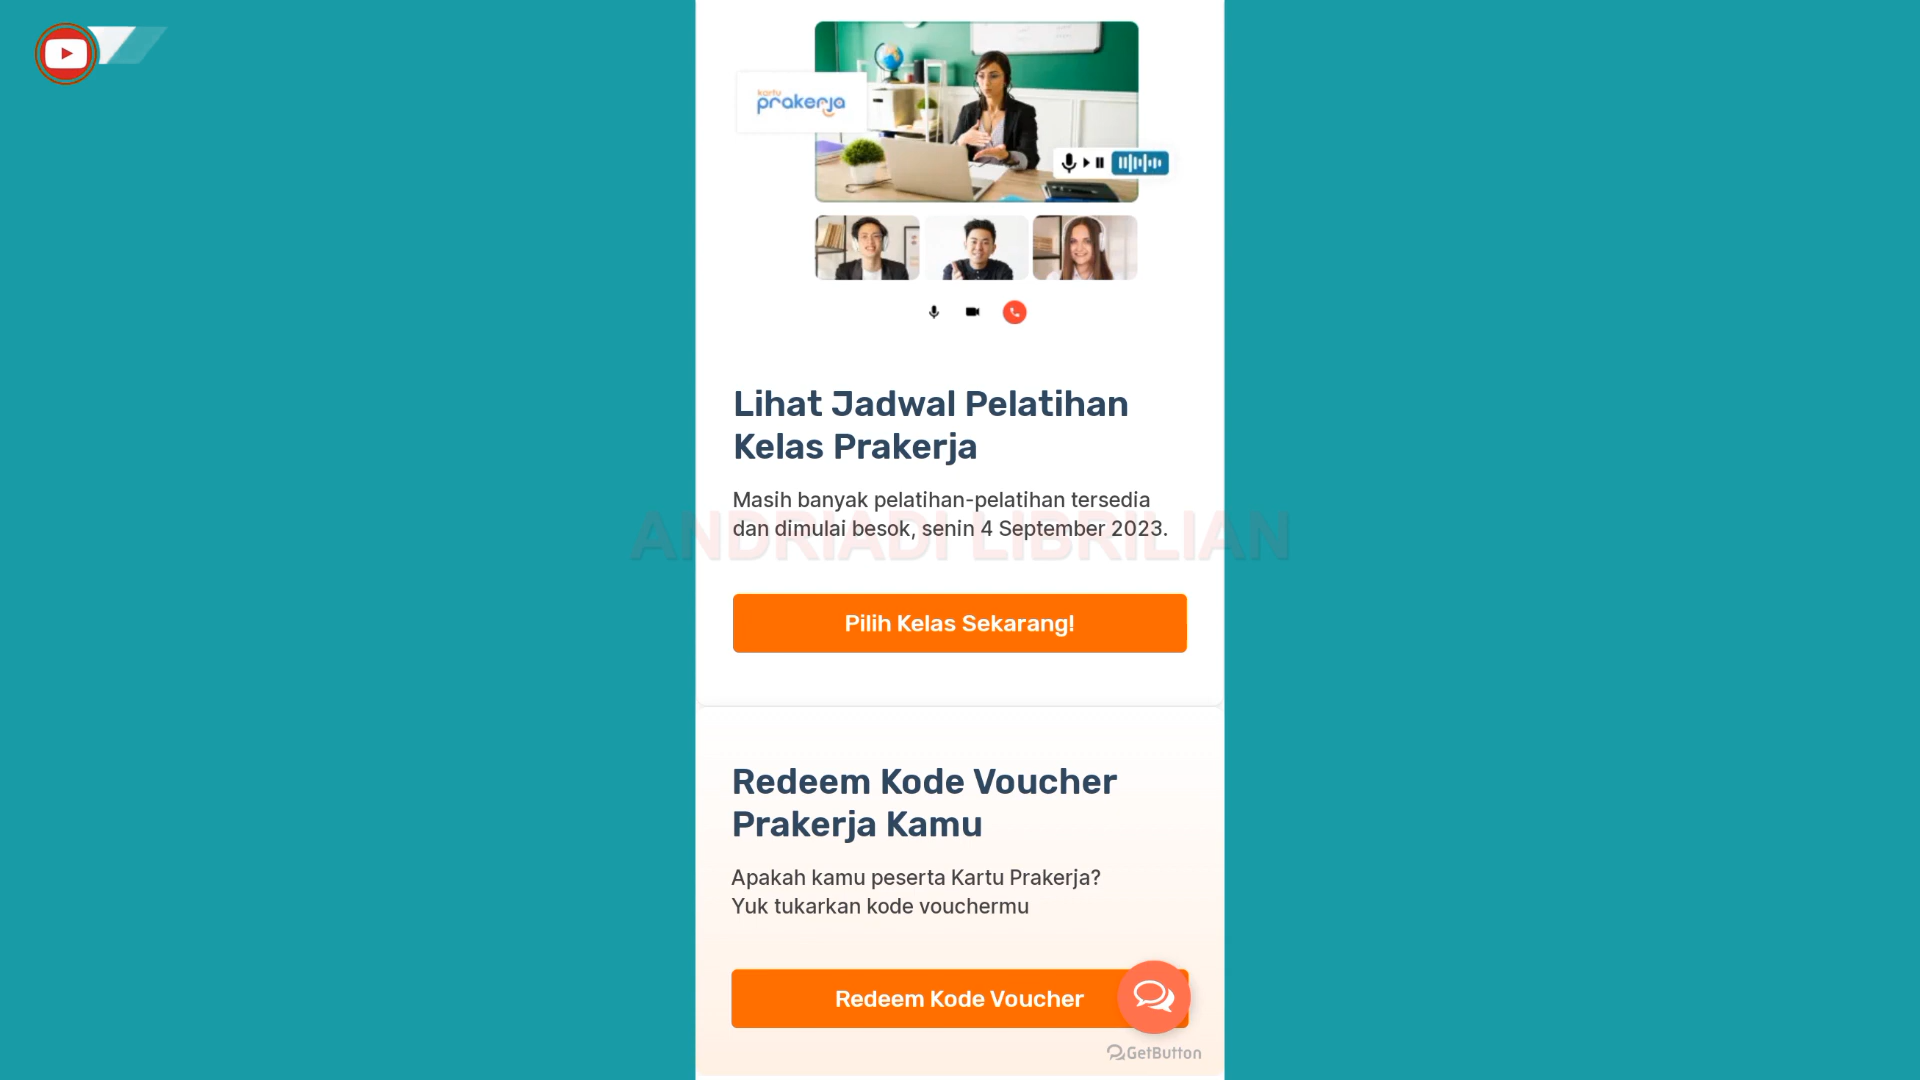 kartu
prakerja
Lihat Jadwal Pelatihan
Kelas Prakerja
Masih banyak pelatihan-pelatihan tersedia
dan dimulai besok, senin 4 September 2023.
ANDRIADI LIBRILIAN
Pilih Kelas Sekarang!
Redeem Kode Voucher
Prakerja Kamu
Apakah kamu peserta Kartu Prakerja?
Yuk tukarkan kode vouchermu
Redeem Kode Voucher
GetButton